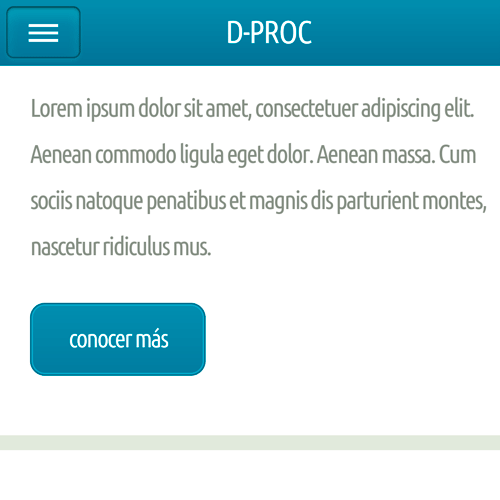 D-PROC
Lorem ipsum dolor sit amet, consectetuer adipiscing elit.
Aenean commodo ligula eget dolor. Aenean massa. Cum
sociis natoque penatibus et magnis dis parturient montes,
nascetur ridiculus mus.
conocer más